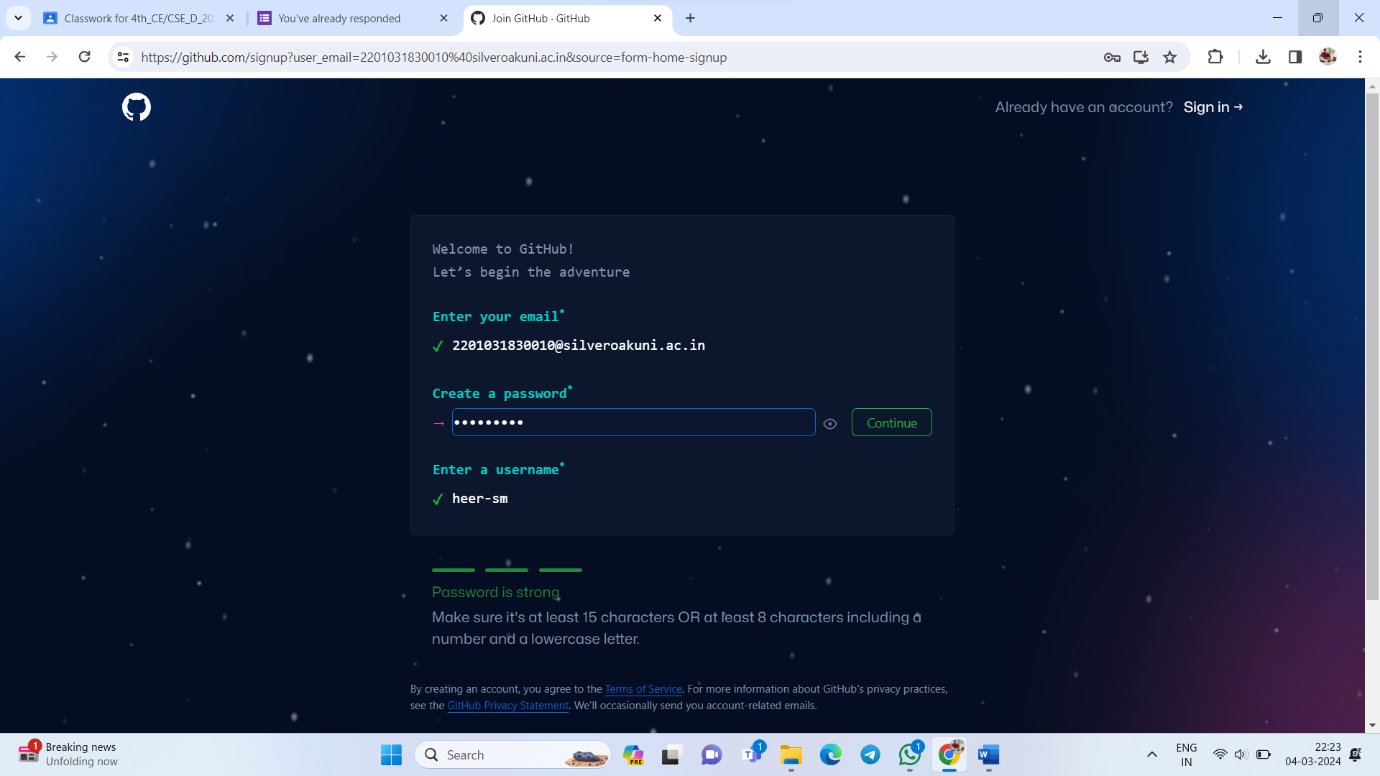 Classwork for 4th_CE/CSE_D_20
You've already responded
Join GitHub · GitHub
https://github.com/signup?user_email=2201031830010%40silveroakuni.ac.in&source=form-home-signup
Already have an account? Sign in →
Welcome to GitHub!
Let's begin the adventure
Enter your email*
✓ 2201031830010@silveroakuni.ac.in
Create a password*
→ •••••••••
Continue
Enter a username*
✓ heer-sm
Password is strong
Make sure it's at least 15 characters OR at least 8 characters including a
number and a lowercase letter.
By creating an account, you agree to the Terms of Service. For more information about GitHub's privacy practices,
see the GitHub Privacy Statement. We'll occasionally send you account-related emails.
1
Breaking news
Unfolding now
Search
PRE
T
1
1
W
ENG
IN
22:23
04-03-2024